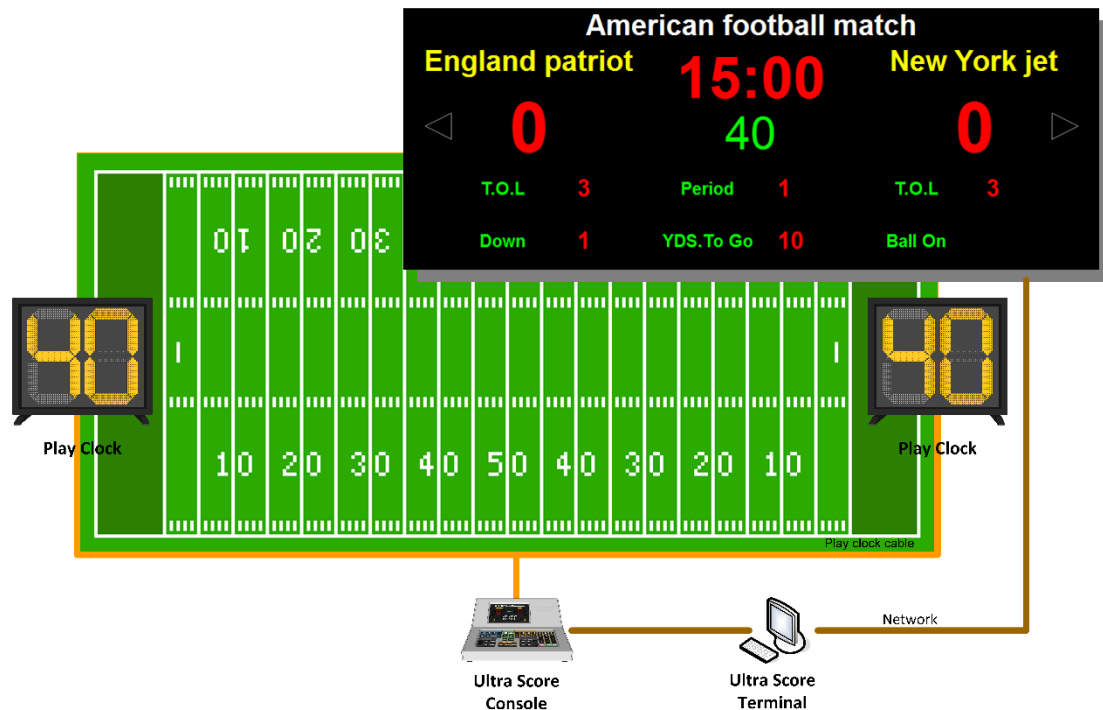 American football match
England patriot 15:00 New York jet
0 40 0
T.O.L 3 Period 1 T.O.L 3
Down 1 YDS.To Go 10 Ball On
10 20 30
40 40
Play Clock Play Clock
10 20 30 40 50 40 30 20 10
Play clock cable
Network
Ultra Score
Console
Ultra Score
Terminal